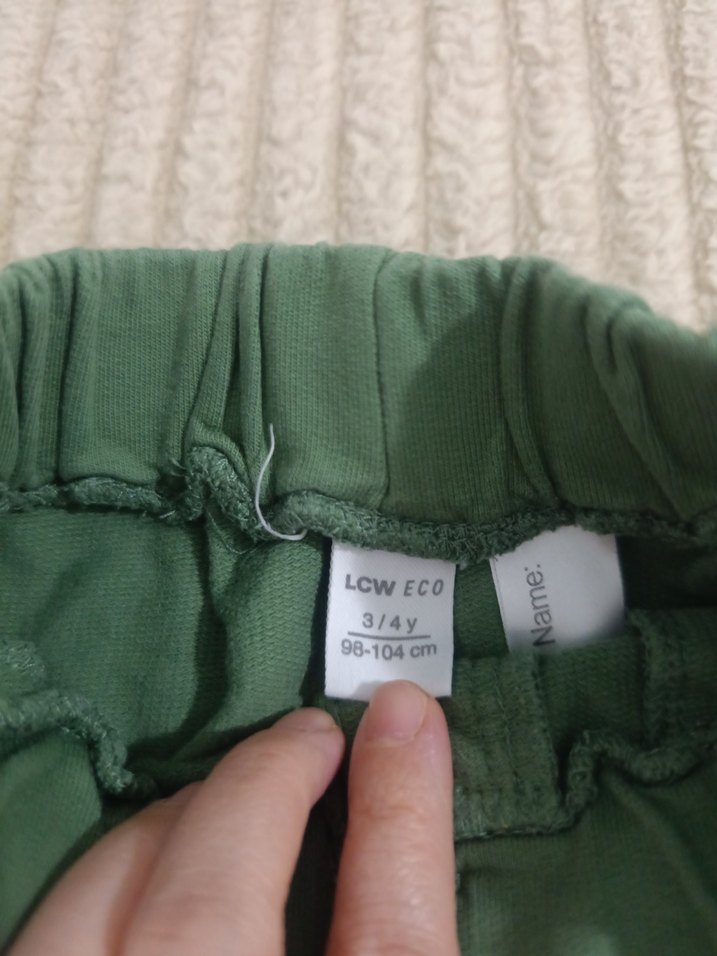 LCW ECO
3/4 y
98-104 cm
Name: